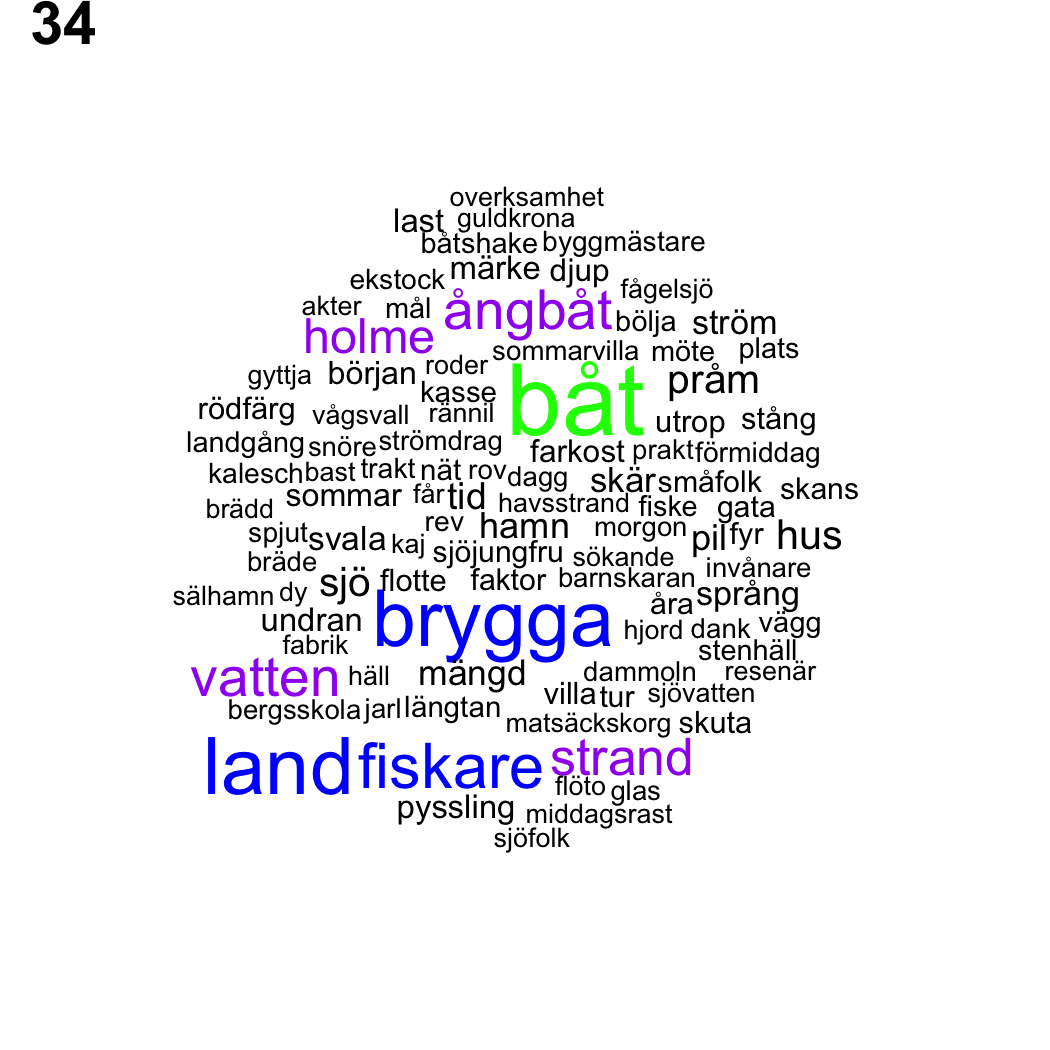 34
overksamhet
last guldkrona
båtshake byggmästare
ekstock märke djup
akter mål ångbåt fågelsjö
holme bölja ström
sommarvilla möte plats
gyttja början roder båt pråm
kasse
rödfärg vågsvall rännil utrop stång
landgång snöre strömdrag farkost prakt förmiddag
kalesch bast trakt nät rov dagg skär småfolk skans
brädd sommar får tid havsstrand fiske gata
spjut svala kaj rev hamn morgon pil fyr hus
bräde sjöjungfru sökande invånare
sälhamn dy sjö flotte faktor barnskaran åra språng
undran brygga hjord dank vägg
fabrik stenhäll
vatten häll mängd dammoln resenär
villa tur sjövatten
bergsskola jarl längtan matsäckskorg skuta
land fiskare strand
flöto glas
pyssling middagsrast
sjöfolk